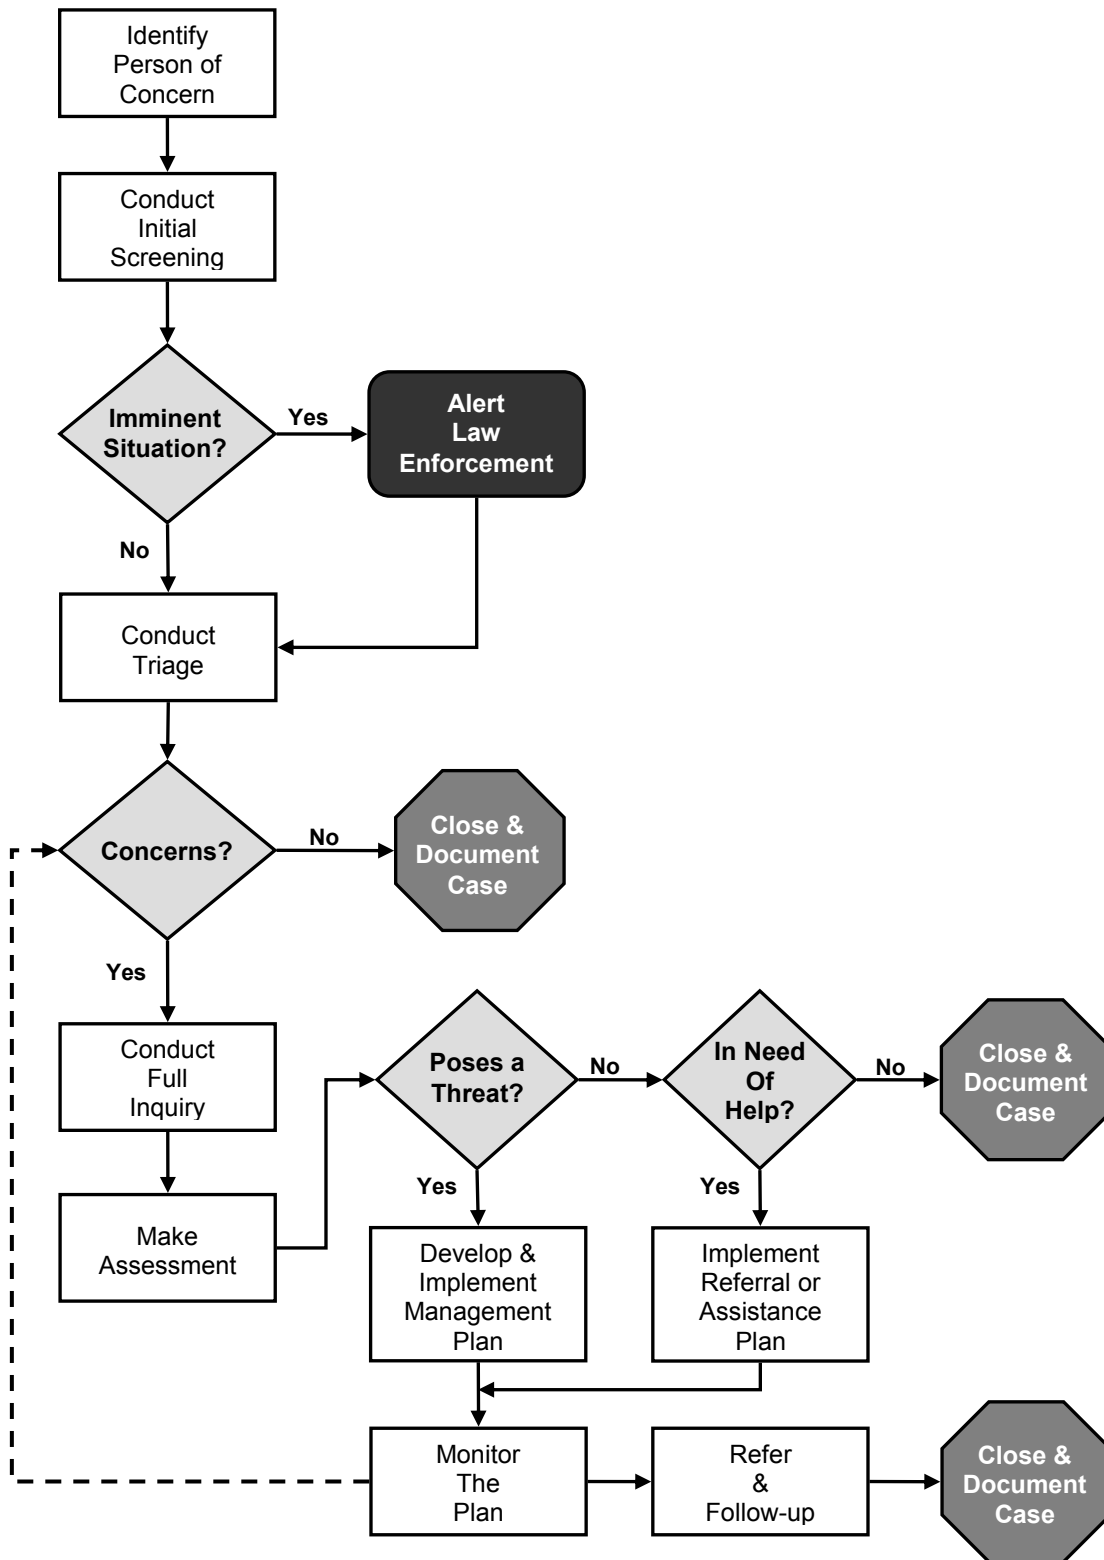 Identify
Person of
Concern
Conduct
Initial
Screening
Imminent
Situation?
Yes
Alert
Law
Enforcement
No
Conduct
Triage
Concerns?
No
Close &
Document
Case
Yes
Conduct
Full
Inquiry
Poses a
Threat?
No
In Need
Of
Help?
No
Close &
Document
Case
Make
Assessment
Yes
Develop &
Implement
Management
Plan
Yes
Implement
Referral or
Assistance
Plan
Monitor
The
Plan
Refer
&
Follow-up
Close &
Document
Case